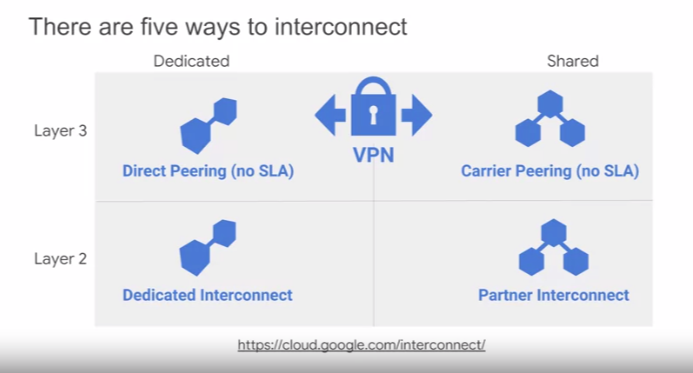 There are five ways to interconnect
Dedicated
Shared
Layer 3
VPN
Direct Peering (no SLA)
Carrier Peering (no SLA)
Layer 2
Dedicated Interconnect
Partner Interconnect
https://cloud.google.com/interconnect/